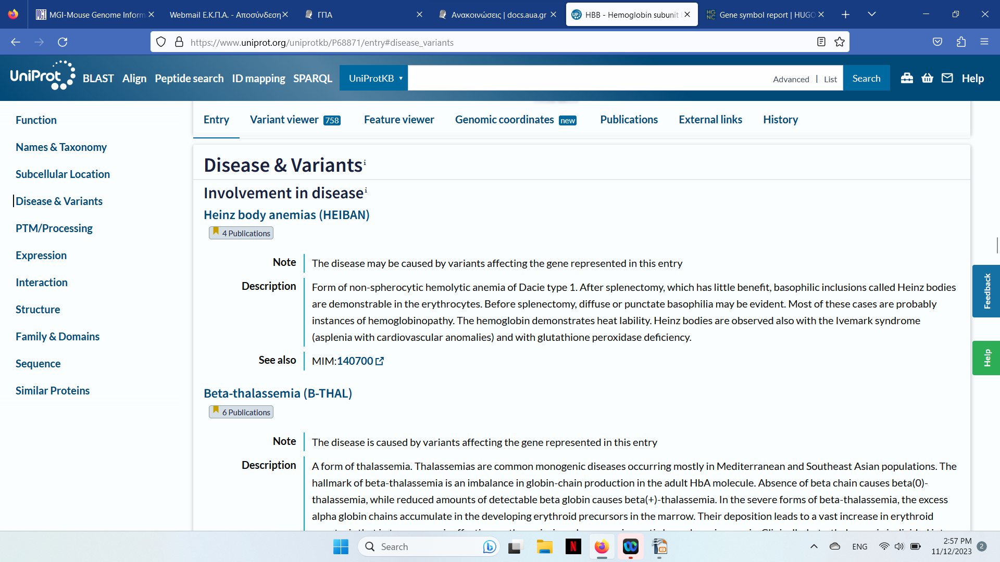 MGI-Mouse Genome Inform
Webmail Ε.Κ.Π.Α. - Αποσύνδεση
ΓΠΑ
Ανακοινώσεις | docs.aua.gr
HBB - Hemoglobin subunit
Gene symbol report | HUGO
https://www.uniprot.org/uniprotkb/P68871/entry#disease_variants
UniProt
BLAST Align Peptide search ID mapping SPARQL
UniProtKB
Advanced | List
Search
Help
Function
Names & Taxonomy
Subcellular Location
Disease & Variants
PTM/Processing
Expression
Interaction
Structure
Family & Domains
Sequence
Similar Proteins
Entry Variant viewer 758 Feature viewer Genomic coordinates new Publications External links History
Disease & Variants i
Involvement in disease i
Heinz body anemias (HEIBAN)
4 Publications
Note
The disease may be caused by variants affecting the gene represented in this entry
Description
Form of non-spherocytic hemolytic anemia of Dacie type 1. After splenectomy, which has little benefit, basophilic inclusions called Heinz bodies
are demonstrable in the erythrocytes. Before splenectomy, diffuse or punctate basophilia may be evident. Most of these cases are probably
instances of hemoglobinopathy. The hemoglobin demonstrates heat lability. Heinz bodies are observed also with the Ivemark syndrome
(asplenia with cardiovascular anomalies) and with glutathione peroxidase deficiency.
See also
MIM:140700
Beta-thalassemia (B-THAL)
6 Publications
Note
The disease is caused by variants affecting the gene represented in this entry
Description
A form of thalassemia. Thalassemias are common monogenic diseases occurring mostly in Mediterranean and Southeast Asian populations. The
hallmark of beta-thalassemia is an imbalance in globin-chain production in the adult HbA molecule. Absence of beta chain causes beta(0)-
thalassemia, while reduced amounts of detectable beta globin causes beta(+)-thalassemia. In the severe forms of beta-thalassemia, the excess
alpha globin chains accumulate in the developing erythroid precursors in the marrow. Their deposition leads to a vast increase in erythroid
Feedback
Help
Search
ENG
2:57 PM
11/12/2023
2